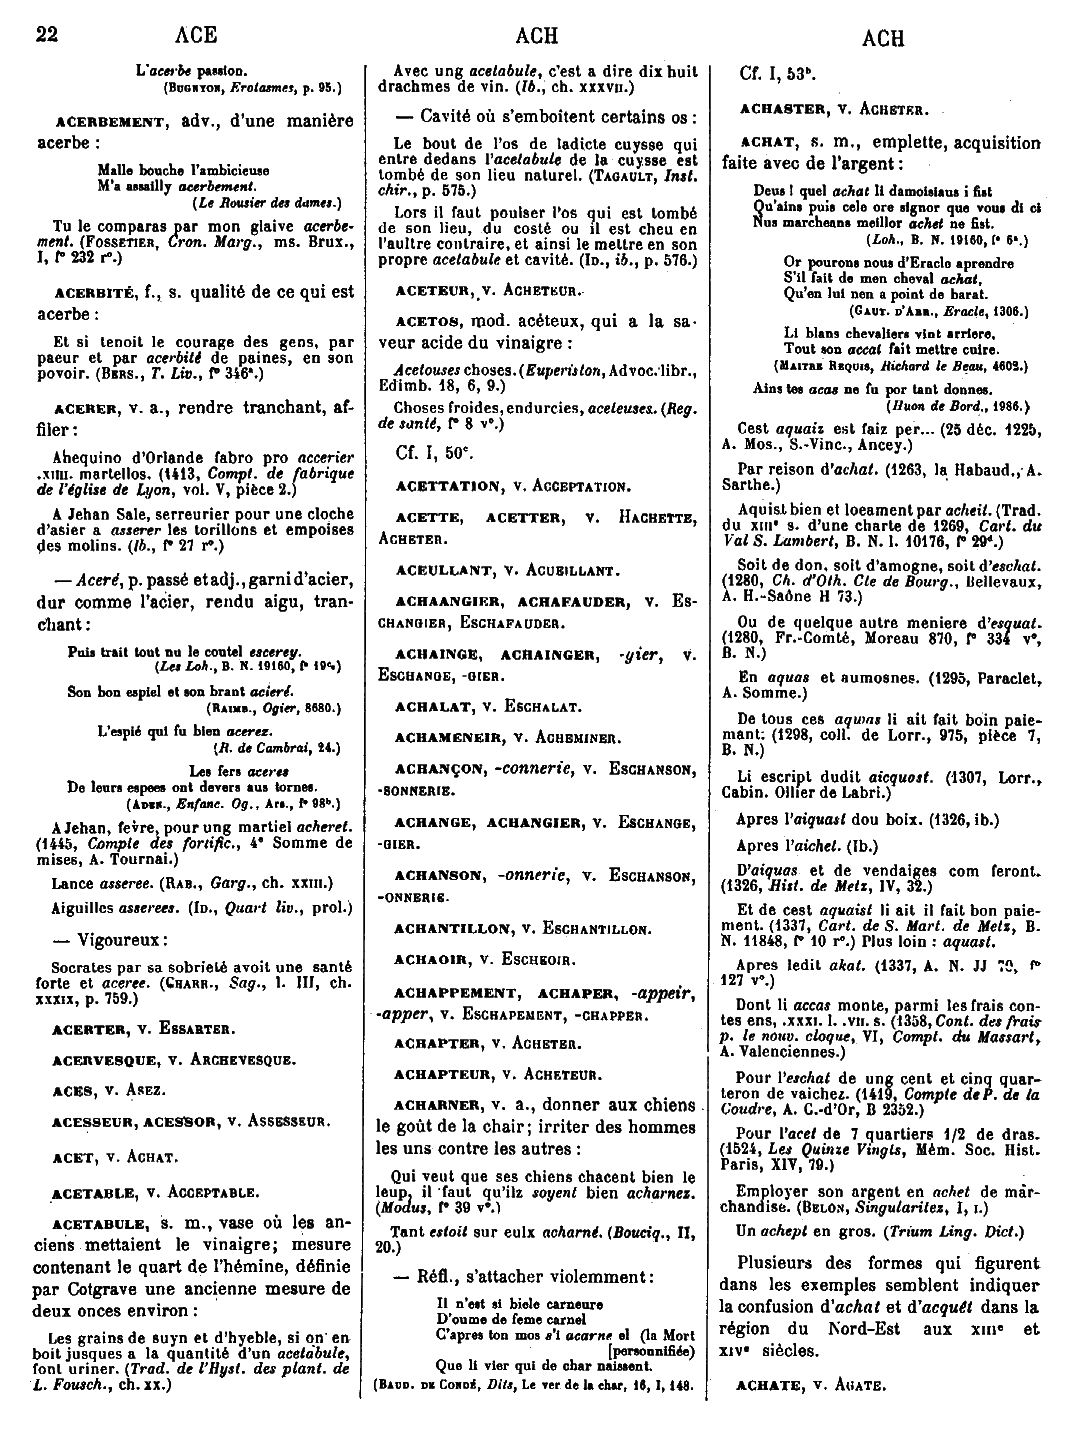 22 ACE ACH ACH
L'acerbe passion.
(BUGNYON, Erotasmes, p. 95.)
ACERBEMENT, adv., d'une manière
acerbe :
Malle bouche l'ambicieuse
M'a assailly acerbement.
(Le Rousier des dames.)
Tu le comparas par mon glaive acerbe-
ment. (FOSSETIER, Cron. Marg., ms. Brux.,
I, f° 232 r°.)
ACERBITÉ, f., s. qualité de ce qui est
acerbe :
Et si tenoit le courage des gens, par
paeur et par acerbité de paines, en son
povoir. (BERS., T. Liv., f° 346ª.)
ACERER, v. a., rendre tranchant, af-
filer :
Ahequino d'Orlande fabro pro accerier
.XIIII. martellos. (1413, Compt. de fabrique
de l'église de Lyon, vol. V, pièce 2.)
A Jehan Sale, serreurier pour une cloche
d'asier a asserer les torillons et empoises
des molins. (Ib., f° 27 r°.)
— Aceré, p. passé et adj., garni d'acier,
dur comme l'acier, rendu aigu, tran-
chant :
Puis trait tout nu le coutel escerey.
(Les Loh., B. N. 19160, f°
Son bon espiel et son brant acieré.
(RAIMB., Ogier, 8680.)
L'espié qui fu bien acerez.
(R. de Cambrai, 24.)
Les fers aceres
De leurs espees ont devers aus tornes.
(ADEN., Enfanc. Og., Ars., f° 98ᵇ.)
A Jehan, fevre, pour ung martiel acheret.
(1445, Compte des fortific., 4ᵉ Somme de
mises, A. Tournai.)
Lance asseree. (RAB., Garg., ch. XXIII.)
Aiguilles asserees. (ID., Quart liv., prol.)
— Vigoureux :
Socrates par sa sobrieté avoit une santé
forte et aceree. (CHARR., Sag., l. III, ch.
XXXIX, p. 759.)
ACERTER, v. ESSARTER.
ACERVESQUE, v. ARCHEVESQUE.
ACES, v. ASEZ.
ACESSEUR, ACESSOR, v. ASSESSEUR.
ACET, v. ACHAT.
ACETABLE, v. ACCEPTABLE.
ACETABULE, s. m., vase où les an-
ciens mettaient le vinaigre; mesure
contenant le quart de l'hémine, définie
par Cotgrave une ancienne mesure de
deux onces environ :
Les grains de suyn et d'hyeble, si on en
boit jusques a la quantité d'un acetabule,
font uriner. (Trad. de l'Hyst. des plant. de
L. Fousch., ch. XX.)
Avec ung acetabule, c'est a dire dix huit
drachmes de vin. (Ib., ch. XXXVII.)
— Cavité où s'emboîtent certains os :
Le bout de l'os de ladicte cuysse qui
entre dedans l'acetabule de la cuysse est
tombé de son lieu naturel. (TAGAULT, Inst.
chir., p. 575.)
Lors il faut poulser l'os qui est tombé
de son lieu, du costé ou il est cheu en
l'aultre contraire, et ainsi le mettre en son
propre acetabule et cavité. (ID., ib., p. 576.)
ACETEUR, v. ACHETEUR.
ACETOS, mod. acéteux, qui a la sa-
veur acide du vinaigre :
Acetouses choses. (Euperiston, Advoc. libr.,
Edimb. 18, 6, 9.)
Choses froides, endurcies, aceteuses. (Reg.
de santé, f° 8 v°.)
Cf. I, 50ᶜ.
ACETTATION, v. ACCEPTATION.
ACETTE, ACETTER, v. HACHETTE,
ACHETER.
ACEULLANT, v. ACUBILLANT.
ACHAANGIER, ACHAFAUDER, v. ES-
CHANGIER, ESCHAFAUDER.
ACHAINGE, ACHAINGER, -gier, v.
ESCHANGE, -GIER.
ACHALAT, v. ESCHALAT.
ACHAMENEIR, v. ACHEMINER.
ACHANÇON, -connerie, v. ESCHANSON,
-SONNERIE.
ACHANGE, ACHANGIER, v. ESCHANGE,
-GIER.
ACHANSON, -onnerie, v. ESCHANSON,
-ONNERIE.
ACHANTILLON, v. ESCHANTILLON.
ACHAOIR, v. ESCHEOIR.
ACHAPPEMENT, ACHAPER, -appeir,
-apper, v. ESCHAPEMENT, -CHAPPER.
ACHAPTER, v. ACHETER.
ACHAPTEUR, v. ACHETEUR.
ACHARNER, v. a., donner aux chiens
le goût de la chair; irriter des hommes
les uns contre les autres :
Qui veut que ses chiens chacent bien le
leup, il faut qu'ilz soyent bien acharnez.
(Modus, f° 39 v°.)
Tant estoit sur eulx acharné. (Bouciq., II,
20.)
— Réfl., s'attacher violemment :
Il n'est si biele carneure
D'oume de feme carnel
C'apres ton mos s'i acarne el (la Mort
[personnifiée)
Que li vier qui de char naissent.
(BAUD. DE CONDÉ, Dits, Le ver de la char, 16, I, 148.
Cf. I, 53ᵇ.
ACHASTER, v. ACHETER.
ACHAT, s. m., emplette, acquisition
faite avec de l'argent :
Deus ! quel achat li damoisiaus i fist
Qu'ains puis cele ore signor que vous di ci
Nus marcheans meillor achet ne fist.
(Loh., B. N. 19160, f° 6ᵃ.)
Or pourons nous d'Eracle aprendre
S'il fait de men cheval achat,
Qu'en lui nen a point de barat.
(GAUT. D'ARR., Eracle, 1306.)
Li blans chevaliers vint arriere,
Tout son accat fait mettre cuire.
(MAITRE REQUIS, Richard le Beau, 4602.)
Ains tes acas ne fu por tant donnes.
(Huon de Bord., 1986.)
Cest aquaiz est faiz per... (25 déc. 1225,
A. Mos., S.-Vinc., Ancey.)
Par reison d'achat. (1263, la Habaud., A.
Sarthe.)
Aquist bien et loeament par acheit. (Trad.
du XIIIᵉ s. d'une charte de 1269, Cart. du
Val S. Lambert, B. N. l. 10176, f° 29ᵈ.)
Soit de don, soit d'amogne, soit d'eschat.
(1280, Ch. d'Oth. Cte de Bourg., Bellevaux,
A. H.-Saône H 73.)
Ou de quelque autre meniere d'esquat.
(1280, Fr.-Comté, Moreau 870, f° 334 v°,
B. N.)
En aquas et aumosnes. (1295, Paraclet,
A. Somme.)
De tous ces aquas li ait fait boin paie-
mant. (1298, coll. de Lorr., 975, pièce 7,
B. N.)
Li escript dudit aicquost. (1307, Lorr.,
Cabin. Ollier de Labri.)
Apres l'aiquast dou boix. (1326, ib.)
Apres l'aichet. (Ib.)
D'aiquas et de vendaiges com feront.
(1326, Hist. de Metz, IV, 32.)
Et de cest aquaist li ait il fait bon paie-
ment. (1337, Cart. de S. Mart. de Metz, B.
N. 11848, f° 10 r°.) Plus loin : aquast.
Apres ledit akat. (1337, A. N. JJ 70, f°
127 v°.)
Dont li accas monte, parmi les frais con-
tes ens, .XXXI. l. .VII. s. (1358, Cont. des frais
p. le nouv. cloque, VI, Compt. du Massart,
A. Valenciennes.)
Pour l'eschat de ung cent et cinq quar-
teron de vaichez. (1419, Compte de P. de la
Coudre, A. C.-d'Or, B 2352.)
Pour l'acet de 7 quartiers 1/2 de dras.
(1524, Les Quinze Vingts, Mém. Soc. Hist.
Paris, XIV, 79.)
Employer son argent en achet de mar-
chandise. (BELON, Singularitez, I, I.)
Un achept en gros. (Trium Ling. Dict.)
Plusieurs des formes qui figurent
dans les exemples semblent indiquer
la confusion d'achat et d'acquêt dans la
région du Nord-Est aux XIIIᵉ et
XIVᵉ siècles.
ACHATE, v. AGATE.